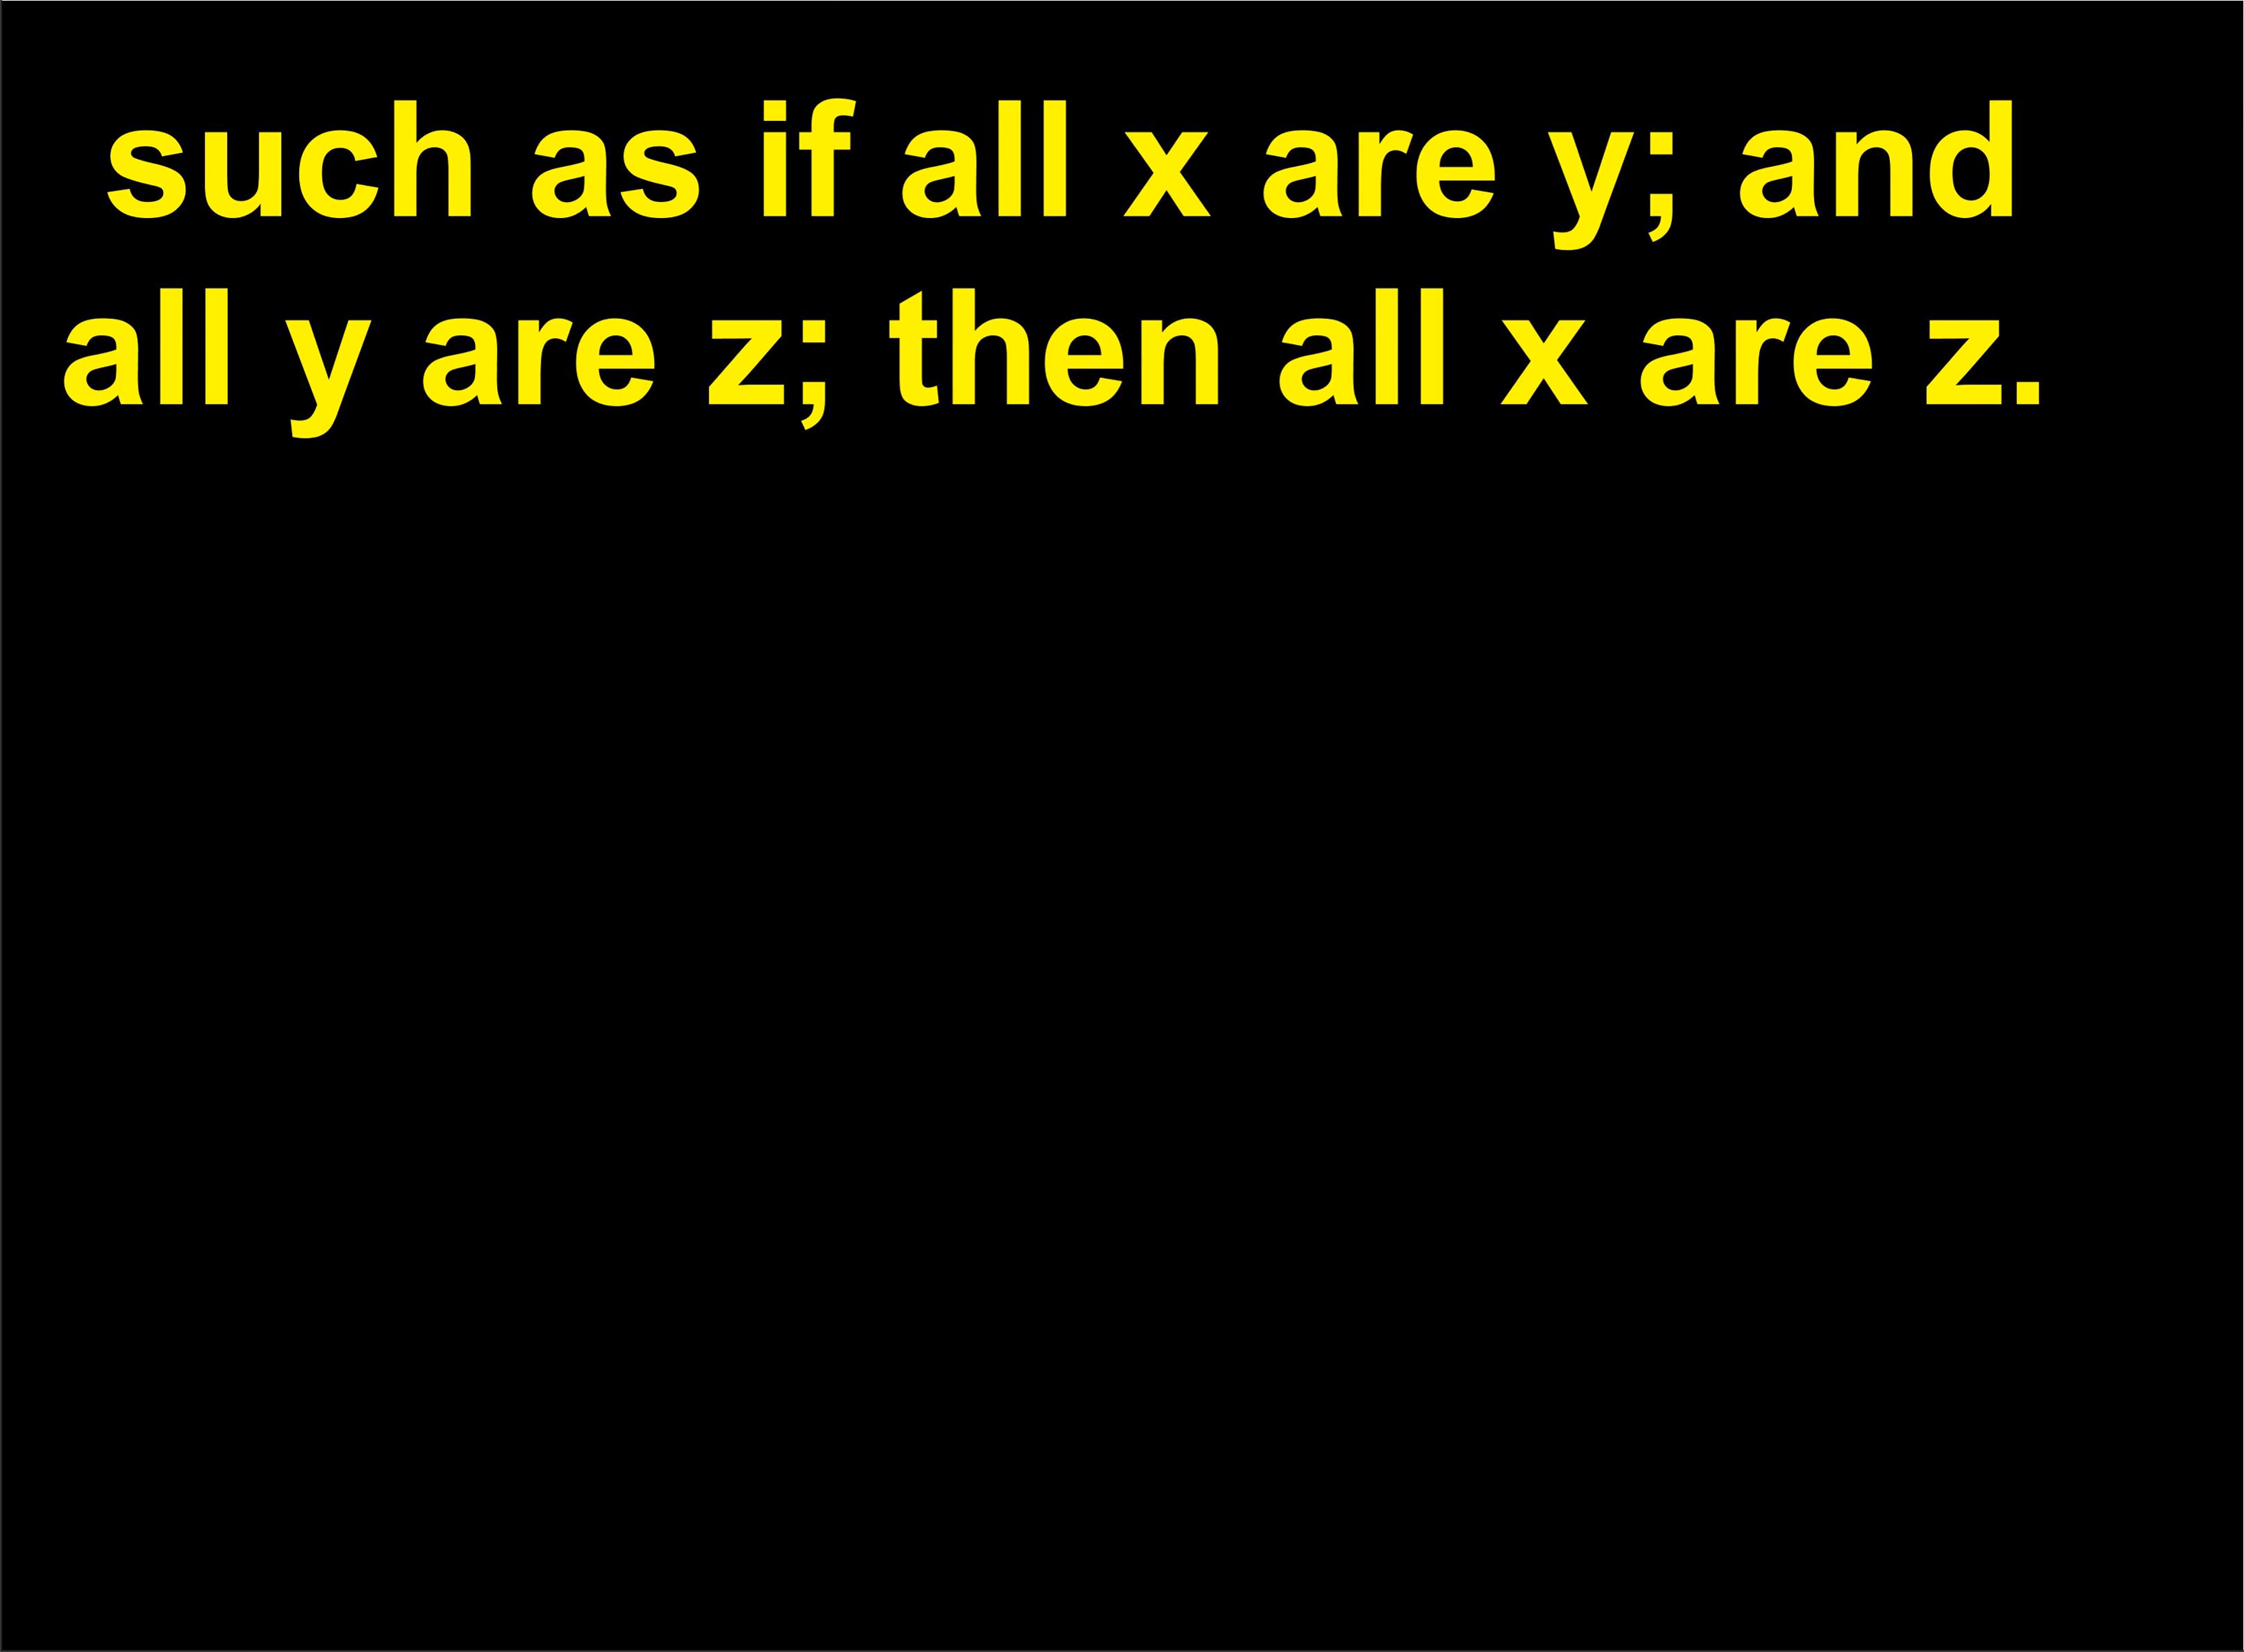 such as if all x are y; and
all y are z; then all x are z.